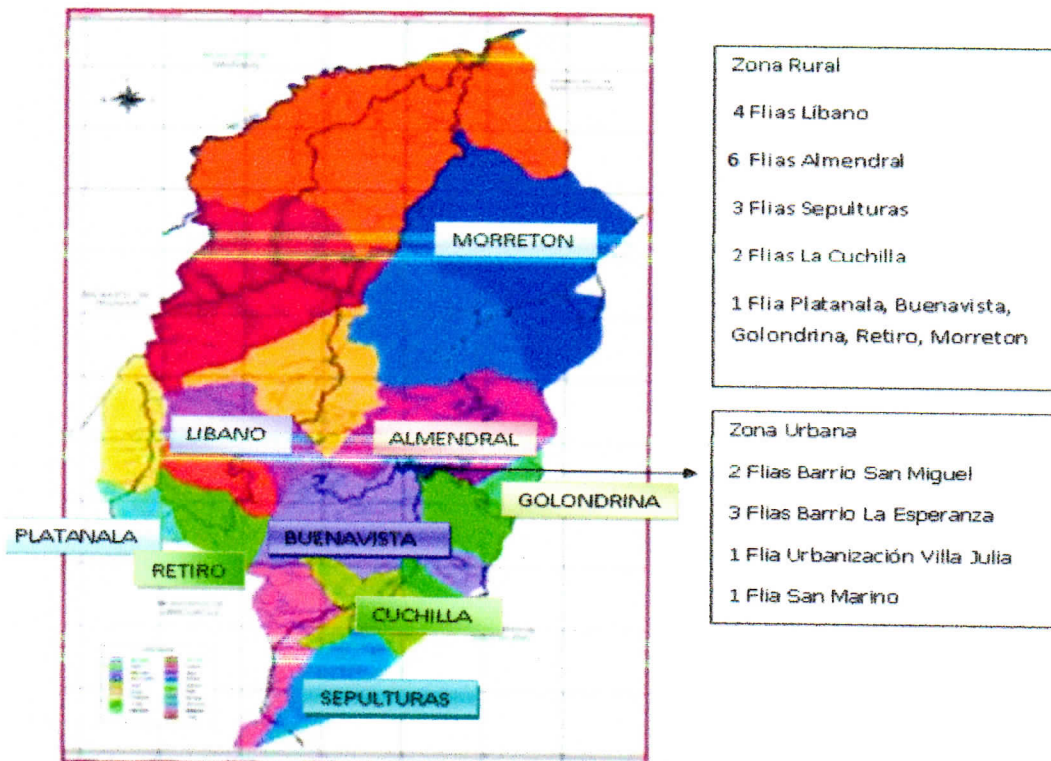 Zona Rural
4 Flias Líbano
6 Flias Almendral
3 Flias Sepulturas
2 Flias La Cuchilla
1 Flia Platanala, Buenavista,
Golondrina, Retiro, Morreton
MORRETON
LIBANO
ALMENDRAL
GOLONDRINA
PLATANALA
BUENAVISTA
RETIRO
CUCHILLA
SEPULTURAS
Zona Urbana
2 Flias Barrio San Miguel
3 Flias Barrio La Esperanza
1 Flia Urbanización Villa Julia
1 Flia San Marino